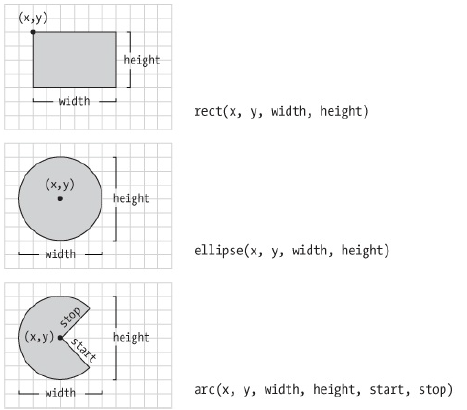 (x,y)
height
width
rect(x, y, width, height)
(x,y)
height
width
ellipse(x, y, width, height)
stop
(x,y)
height
start
width
arc(x, y, width, height, start, stop)